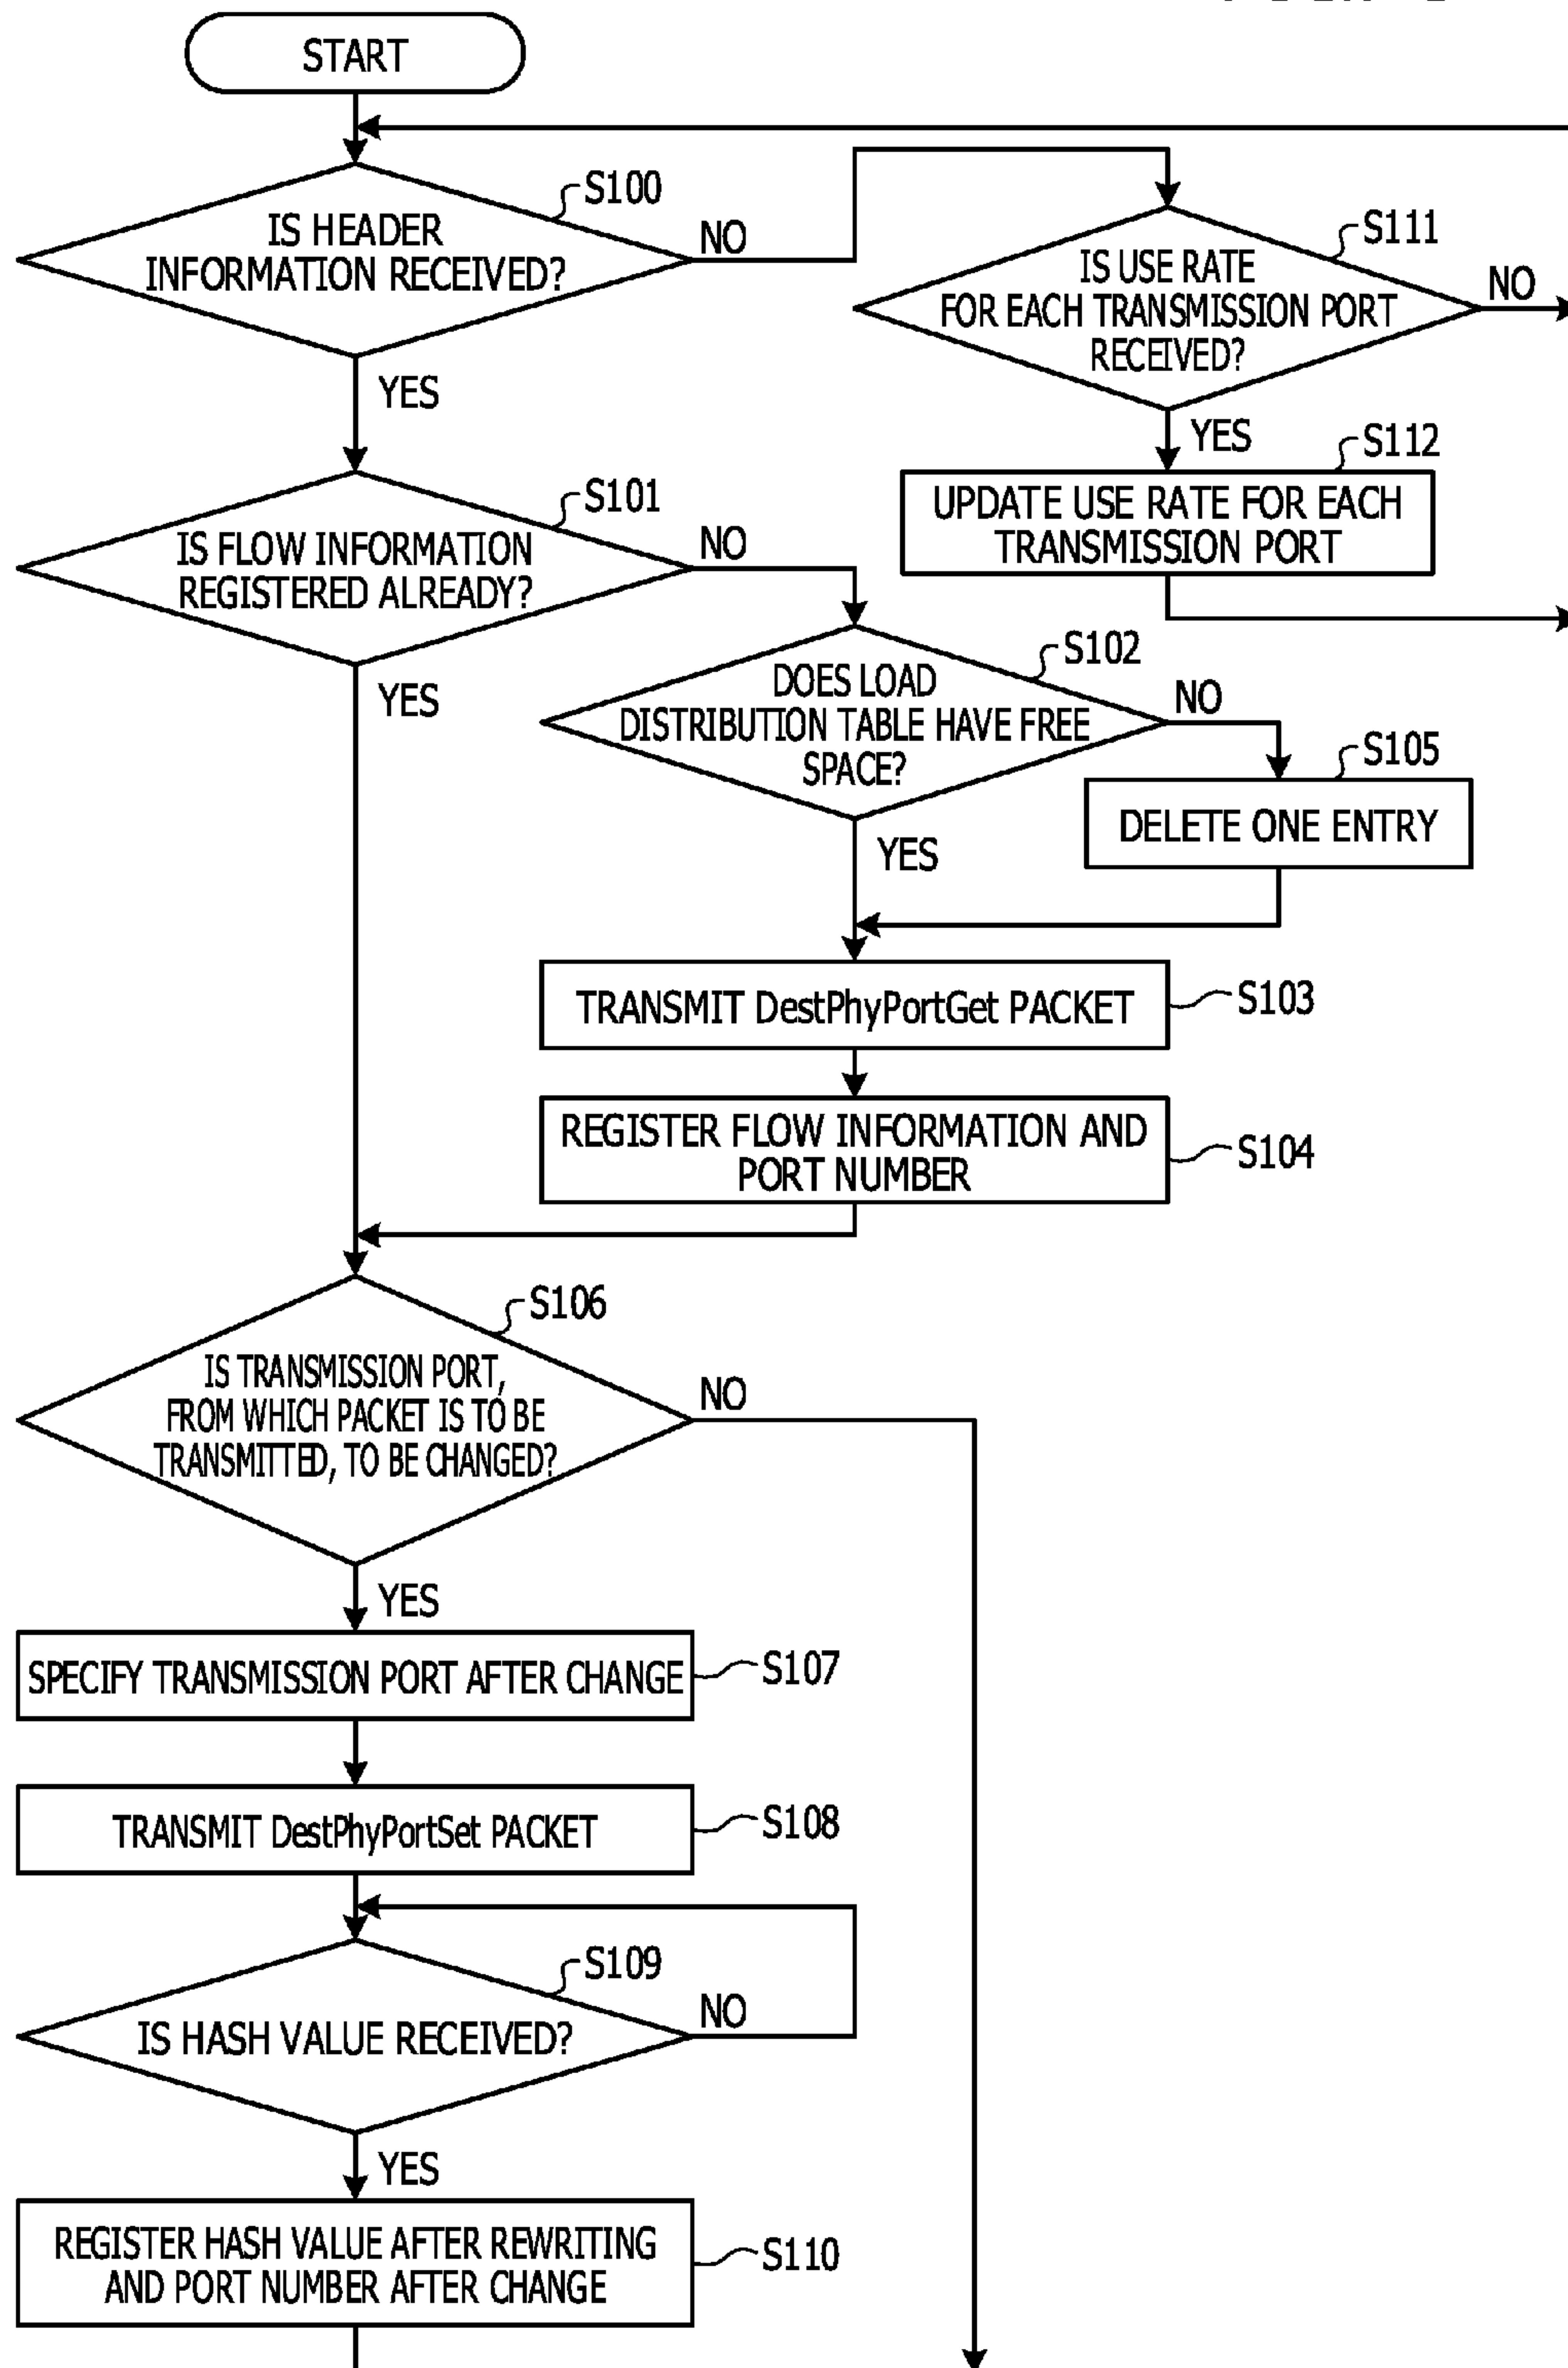 START
S100
IS HEADER
INFORMATION RECEIVED?
NO
YES
S111
IS USE RATE
FOR EACH TRANSMISSION PORT
RECEIVED?
NO
YES
S112
UPDATE USE RATE FOR EACH
TRANSMISSION PORT
S101
IS FLOW INFORMATION
REGISTERED ALREADY?
NO
YES
S102
DOES LOAD
DISTRIBUTION TABLE HAVE FREE
SPACE?
NO
YES
S105
DELETE ONE ENTRY
TRANSMIT DestPhyPortGet PACKET
S103
REGISTER FLOW INFORMATION AND
PORT NUMBER
S104
S106
IS TRANSMISSION PORT,
FROM WHICH PACKET IS TO BE
TRANSMITTED, TO BE CHANGED?
NO
YES
SPECIFY TRANSMISSION PORT AFTER CHANGE
S107
TRANSMIT DestPhyPortSet PACKET
S108
S109
IS HASH VALUE RECEIVED?
NO
YES
REGISTER HASH VALUE AFTER REWRITING
AND PORT NUMBER AFTER CHANGE
S110